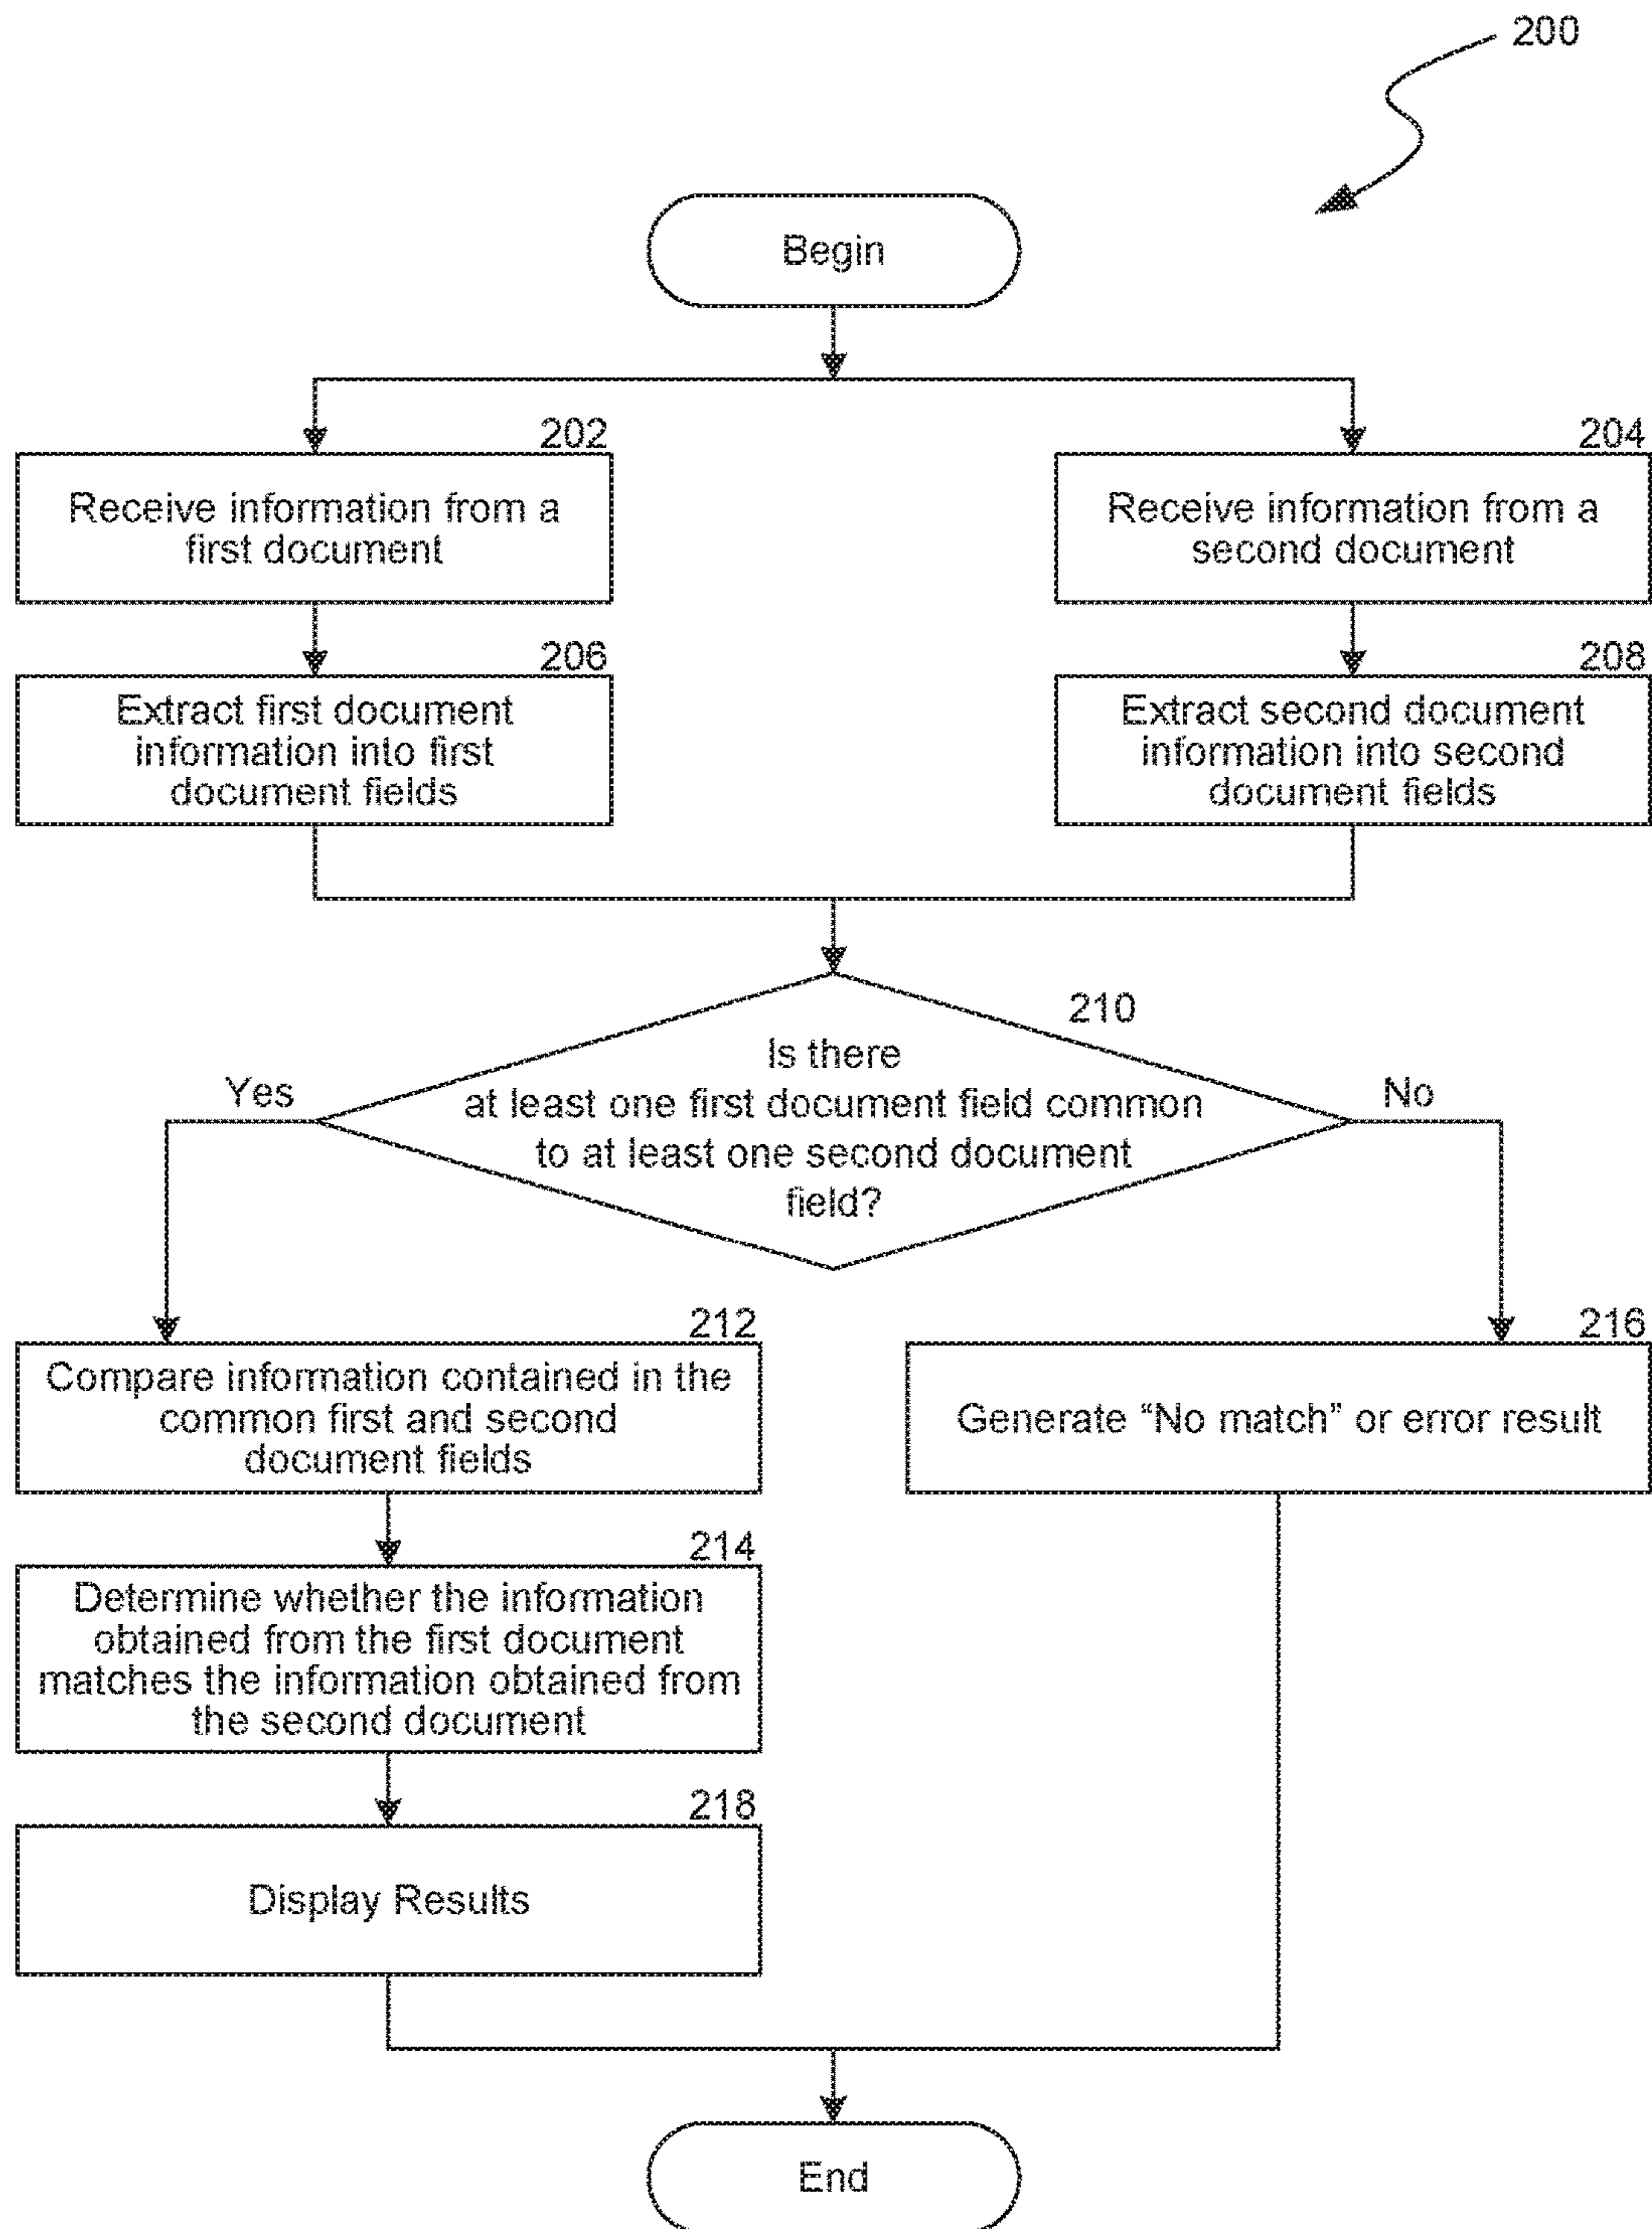 200
Begin
202
Receive information from a
first document
204
Receive information from a
second document
206
Extract first document
information into first
document fields
208
Extract second document
information into second
document fields
210
Is there
at least one first document field common
to at least one second document
field?
Yes
No
212
Compare information contained in the
common first and second
document fields
216
Generate “No match” or error result
214
Determine whether the information
obtained from the first document
matches the information obtained from
the second document
218
Display Results
End